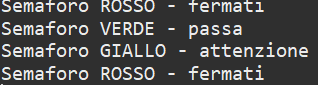 Semaforo ROSSO - fermati
Semaforo VERDE - passa
Semaforo GIALLO - attenzione
Semaforo ROSSO - fermati